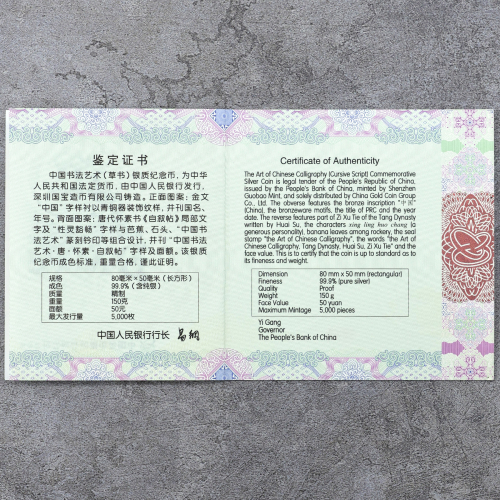 鉴定证书
中国书法艺术（草书）银质纪念币，为中华
人民共和国法定货币，由中国人民银行发行，
深圳国宝造币有限公司铸造。正面图案：金文
“中国”字样衬以青铜器装饰纹样，并刊国名、
年号。背面图案：唐代怀素书《自叙帖》局部文
字及“性灵豁畅”字样与芭蕉、石头、“中国书
法艺术”篆刻钤印等组合设计，并刊“中国书法
艺术·唐·怀素·自叙帖”字样及面额。该银质
纪念币成色标准，重量合格，谨此证明。
规格 80毫米×50毫米（长方形）
成色 99.9%（含纯银）
质量 精制
重量 150克
面额 50元
最大发行量 5,000枚
中国人民银行行长 易纲
Certificate of Authenticity
The Art of Chinese Calligraphy (Cursive Script) Commemorative
Silver Coin is legal tender of the People's Republic of China,
issued by the People's Bank of China, minted by Shenzhen
Guobao Mint, and solely distributed by China Gold Coin Group
Co., Ltd. The obverse features the bronze inscription "中国"
(China), the bronzeware motifs, the title of PRC and the year
date. The reverse features part of Zi Xu Tie of the Tang Dynasty
written by Huai Su, the characters xing ling huo chang (a
generous personality), banana leaves among rockery, the seal
stamp "the Art of Chinese Calligraphy", the words "the Art of
Chinese Calligraphy, Tang Dynasty, Huai Su, Zi Xu Tie" and the
face value. This is to certify that the coin is up to standard as to
its fineness and weight.
Dimension 80 mm x 50 mm (rectangular)
Fineness 99.9% (pure silver)
Quality Proof
Weight 150 g
Face Value 50 yuan
Maximum Mintage 5,000 pieces
Yi Gang
Governor
The People's Bank of China